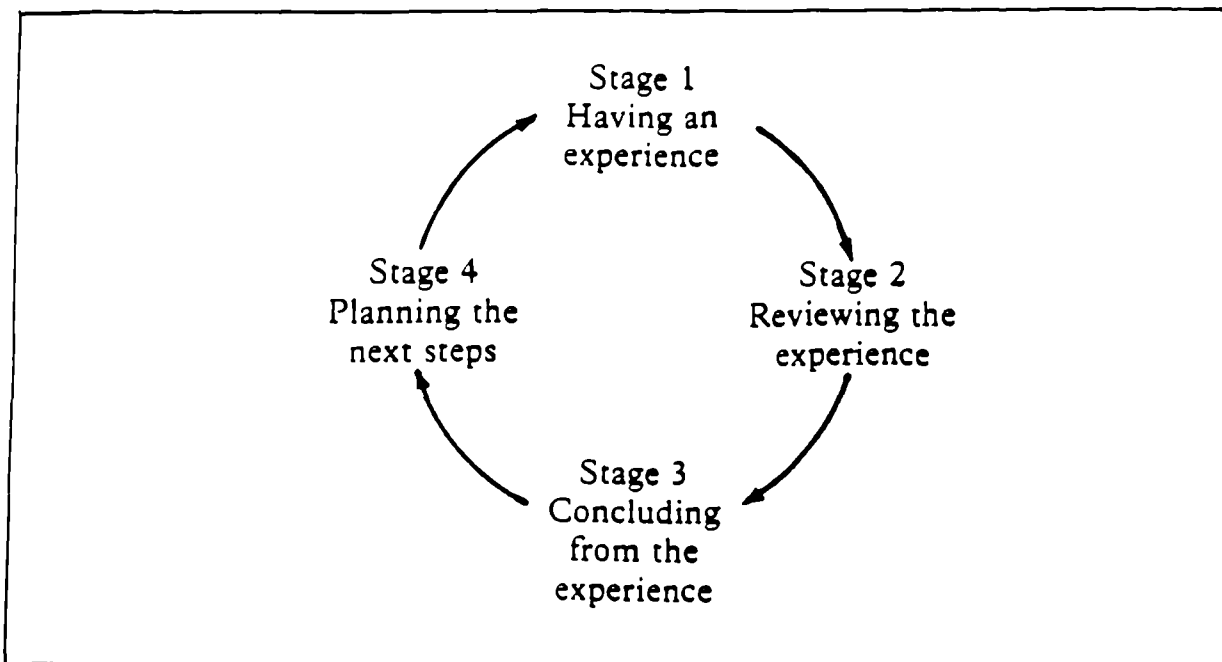 Stage 1
Having an
experience
Stage 2
Reviewing the
experience
Stage 3
Concluding
from the
experience
Stage 4
Planning the
next steps